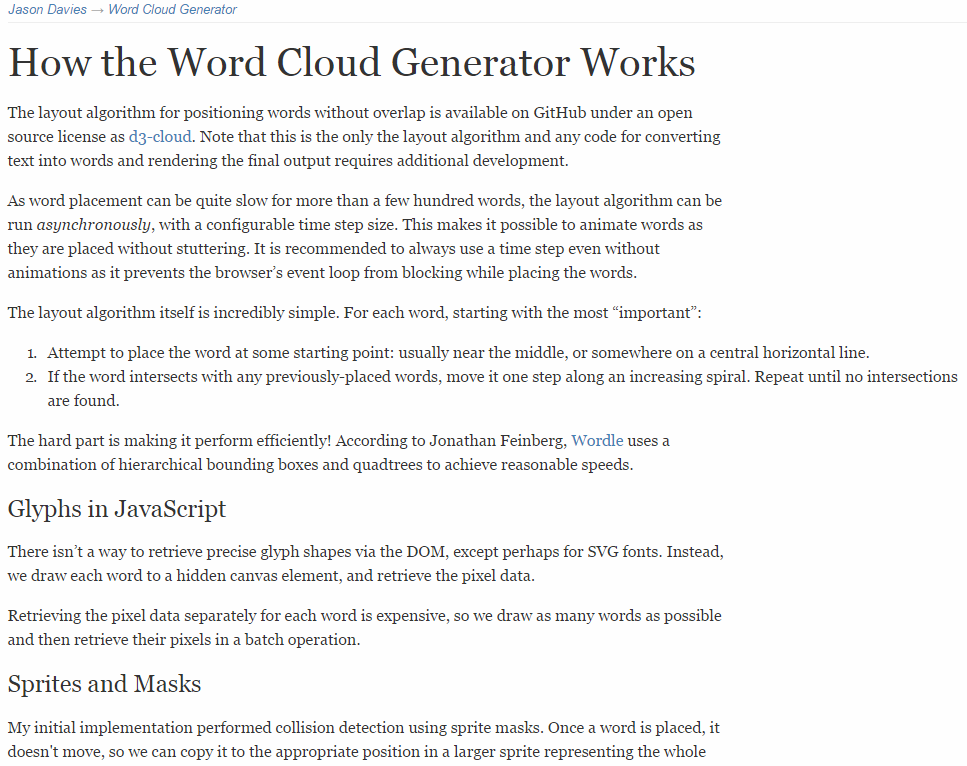 Jason Davies → Word Cloud Generator
How the Word Cloud Generator Works
The layout algorithm for positioning words without overlap is available on GitHub under an open
source license as d3-cloud. Note that this is the only the layout algorithm and any code for converting
text into words and rendering the final output requires additional development.
As word placement can be quite slow for more than a few hundred words, the layout algorithm can be
run asynchronously, with a configurable time step size. This makes it possible to animate words as
they are placed without stuttering. It is recommended to always use a time step even without
animations as it prevents the browser’s event loop from blocking while placing the words.
The layout algorithm itself is incredibly simple. For each word, starting with the most “important”:
1. Attempt to place the word at some starting point: usually near the middle, or somewhere on a central horizontal line.
2. If the word intersects with any previously-placed words, move it one step along an increasing spiral. Repeat until no intersections
are found.
The hard part is making it perform efficiently! According to Jonathan Feinberg, Wordle uses a
combination of hierarchical bounding boxes and quadtrees to achieve reasonable speeds.
Glyphs in JavaScript
There isn’t a way to retrieve precise glyph shapes via the DOM, except perhaps for SVG fonts. Instead,
we draw each word to a hidden canvas element, and retrieve the pixel data.
Retrieving the pixel data separately for each word is expensive, so we draw as many words as possible
and then retrieve their pixels in a batch operation.
Sprites and Masks
My initial implementation performed collision detection using sprite masks. Once a word is placed, it
doesn't move, so we can copy it to the appropriate position in a larger sprite representing the whole